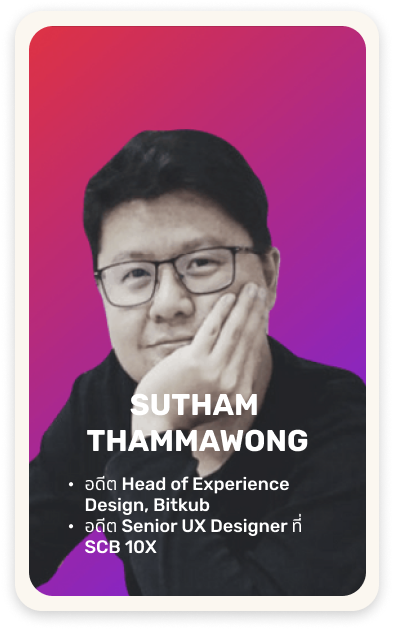 SUTHAM
THAMMAWONG
• อดีต Head of Experience
Design, Bitkub
• อดีต Senior UX Designer ที่
SCB 10X